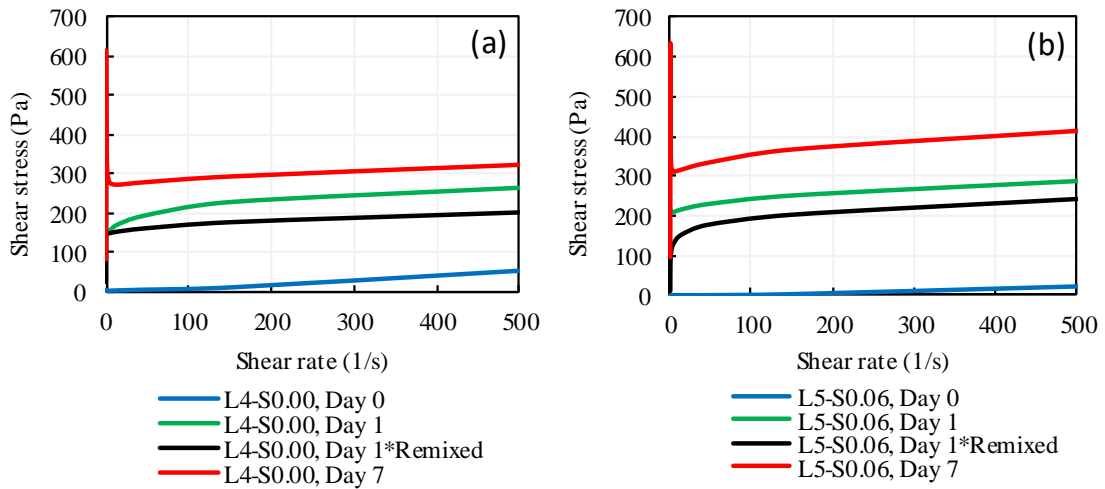 (a)
Shear stress (Pa)
700
600
500
400
300
200
100
0
0 100 200 300 400 500
Shear rate (1/s)
L4-S0.00, Day 0
L4-S0.00, Day 1
L4-S0.00, Day 1*Remixed
L4-S0.00, Day 7
(b)
Shear stress (Pa)
700
600
500
400
300
200
100
0
0 100 200 300 400 500
Shear rate (1/s)
L5-S0.06, Day 0
L5-S0.06, Day 1
L5-S0.06, Day 1*Remixed
L5-S0.06, Day 7